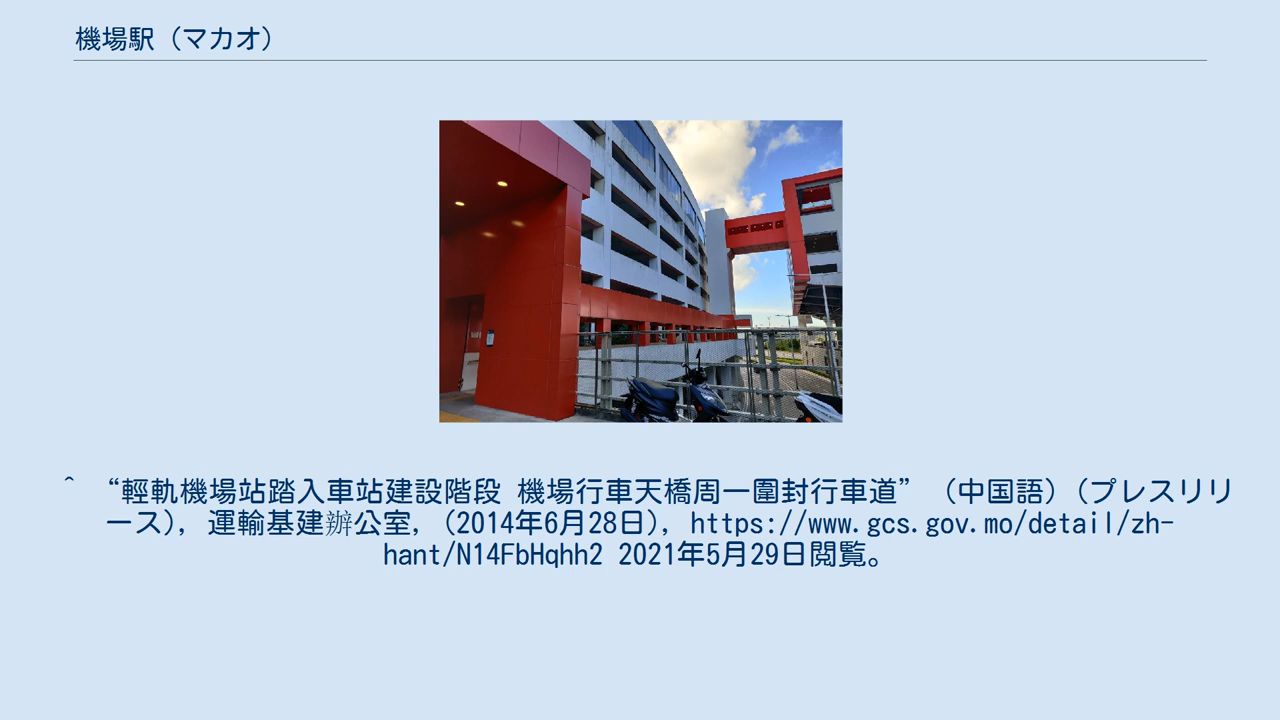 機場駅（マカオ）
^ “輕軌機場站踏入車站建設階段 機場行車天橋周一圍封行車道” （中国語）（プレスリリ
ース）, 運輸基建辦公室, （2014年6月28日）, https://www.gcs.gov.mo/detail/zh-
hant/N14FbHqhh2 2021年5月29日閲覧。